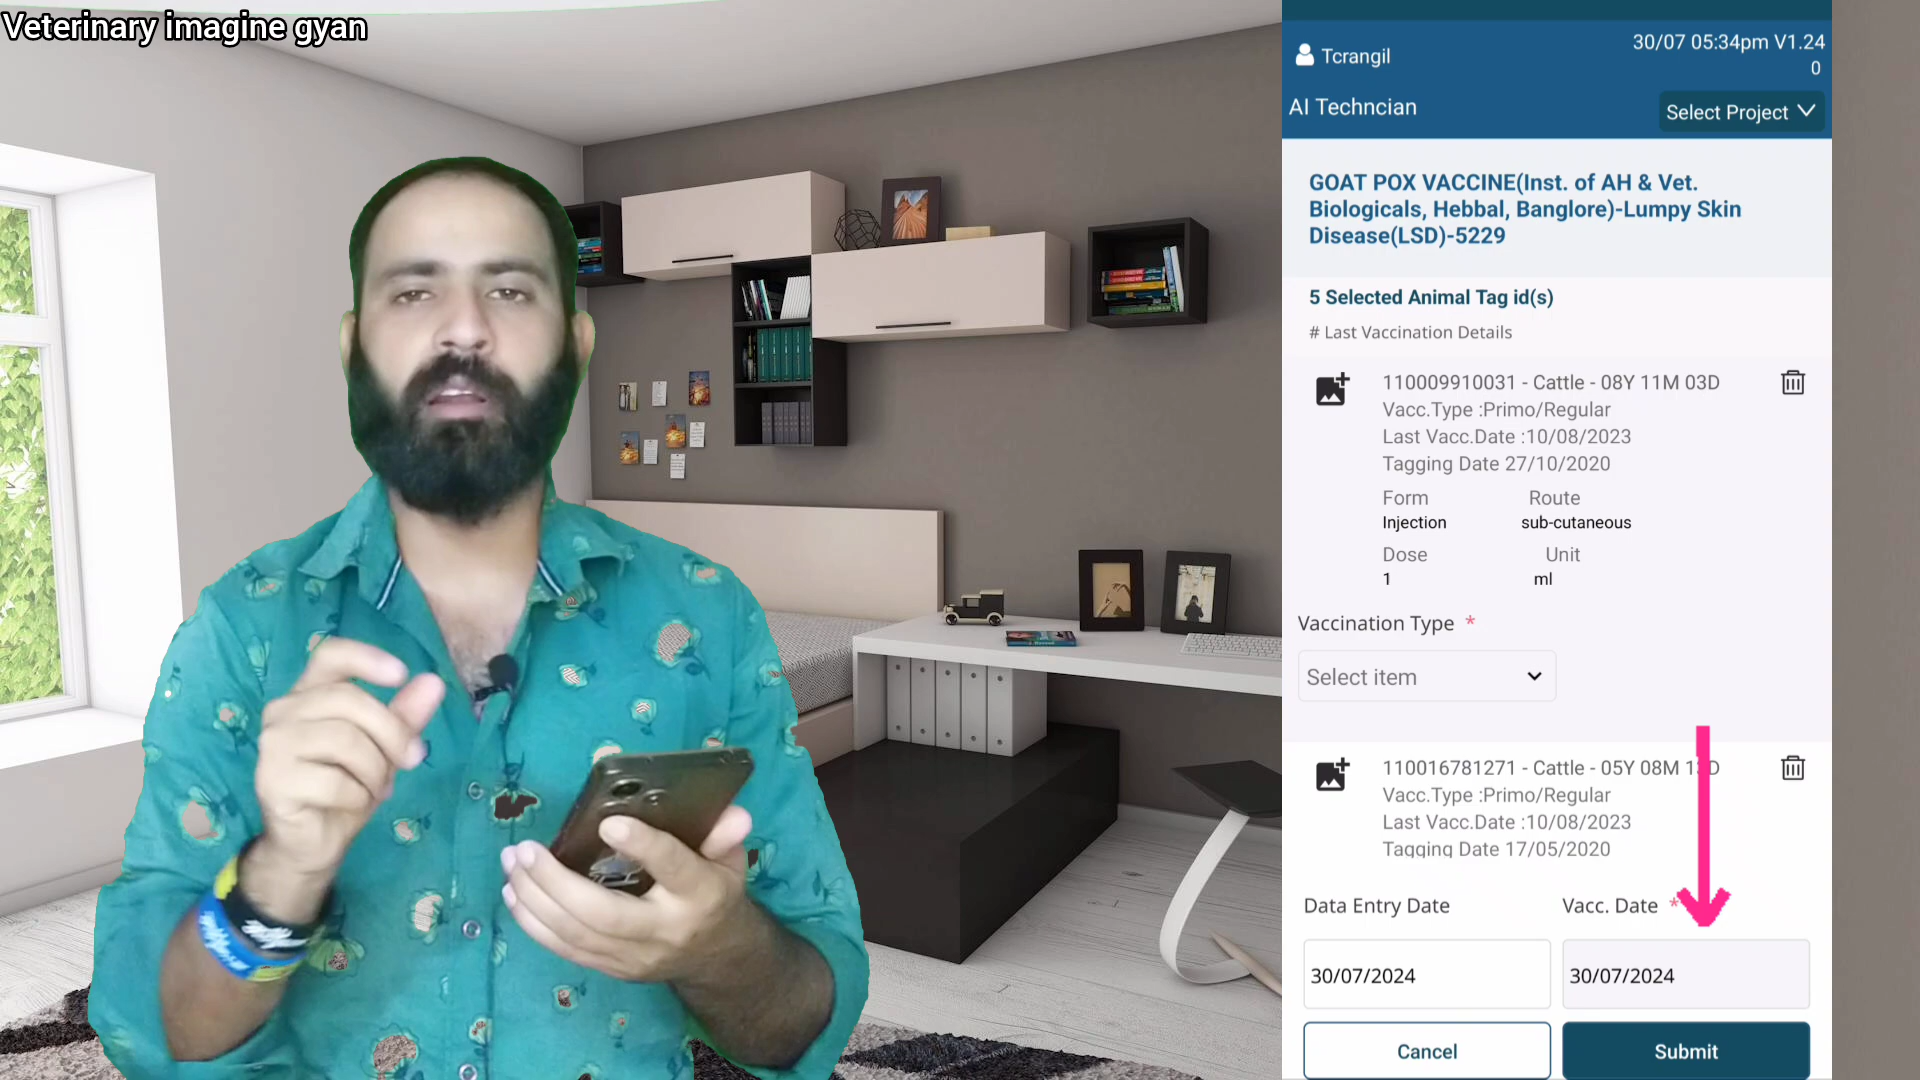 Veterinary imagine gyan
Tcrangil
30/07 05:34pm V1.24
0
AI Techncian
Select Project
GOAT POX VACCINE(Inst. of AH & Vet.
Biologicals, Hebbal, Banglore)-Lumpy Skin
Disease(LSD)-5229
5 Selected Animal Tag id(s)
# Last Vaccination Details
110009910031 - Cattle - 08Y 11M 03D
Vacc.Type :Primo/Regular
Last Vacc.Date :10/08/2023
Tagging Date 27/10/2020
Form Route
Injection sub-cutaneous
Dose Unit
1 ml
Vaccination Type *
Select item
110016781271 - Cattle - 05Y 08M
Vacc.Type :Primo/Regular
Last Vacc.Date :10/08/2023
Tagging Date 17/05/2020
Data Entry Date Vacc. Date *
30/07/2024 30/07/2024
Cancel Submit